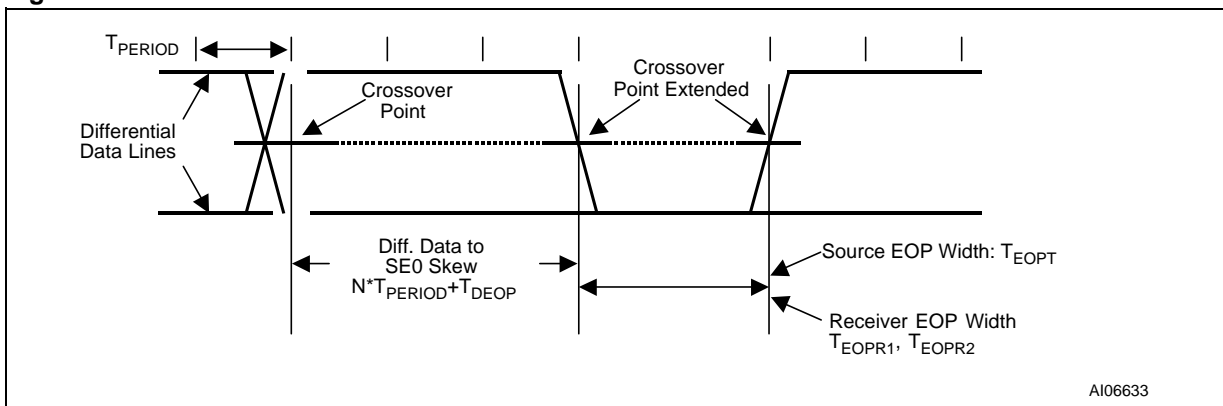 TPERIOD
Crossover
Point
Crossover
Point Extended
Differential
Data Lines
Diff. Data to
SE0 Skew
N*TPERIOD+TDEOP
Source EOP Width: TEOPT
Receiver EOP Width
TEOPR1, TEOPR2
AI06633